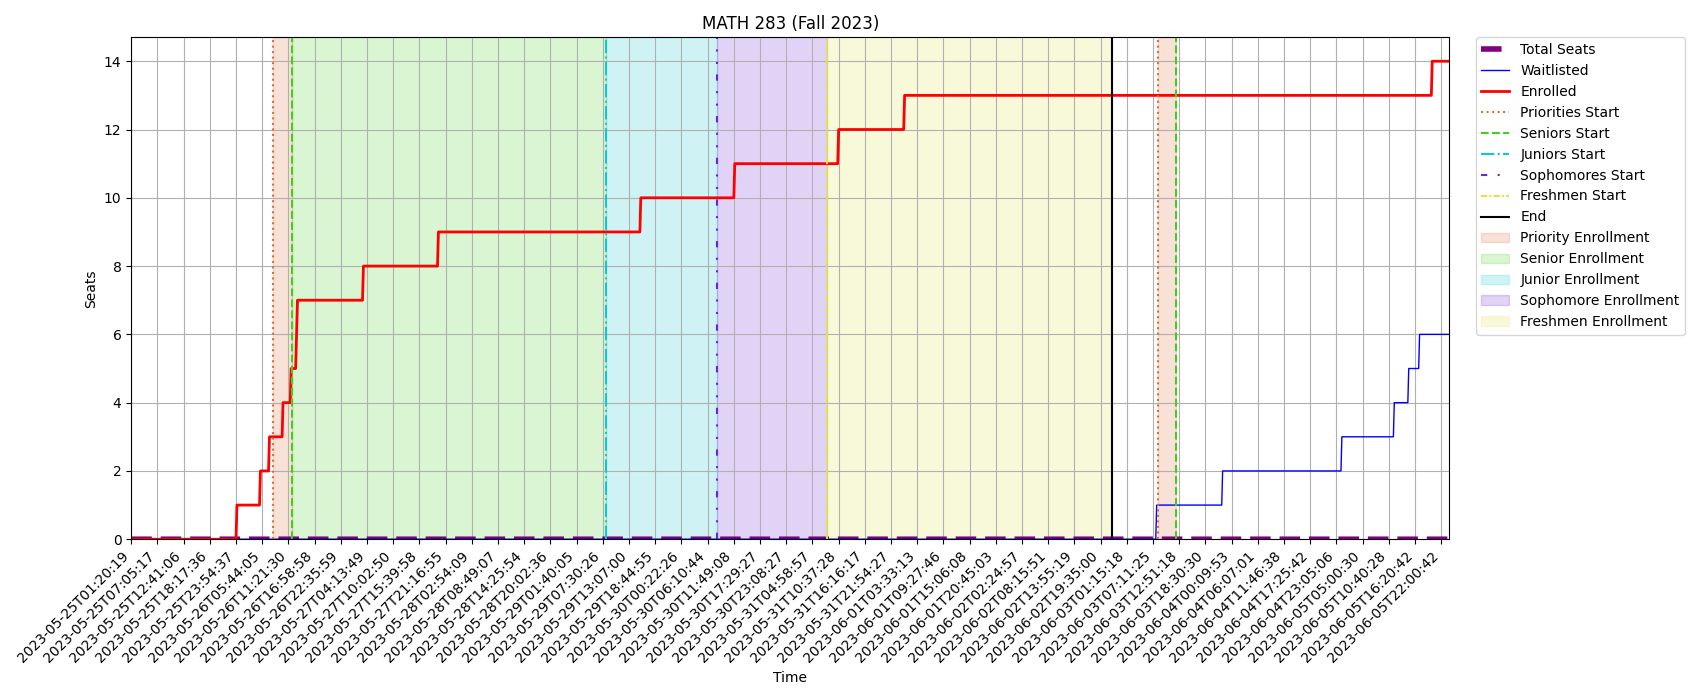 MATH 283 (Fall 2023)
Seats
14
12
10
8
6
4
2
0
2023-05-25T01:20:19
2023-05-25T07:05:17
2023-05-25T12:41:06
2023-05-25T18:17:36
2023-05-25T23:54:37
2023-05-26T05:44:05
2023-05-26T11:21:30
2023-05-26T16:58:58
2023-05-26T22:35:59
2023-05-27T04:13:49
2023-05-27T10:02:50
2023-05-27T15:39:58
2023-05-27T21:16:55
2023-05-28T02:54:09
2023-05-28T08:49:07
2023-05-28T14:25:54
2023-05-28T20:02:36
2023-05-29T01:40:05
2023-05-29T07:30:26
2023-05-29T13:07:00
2023-05-29T18:44:55
2023-05-30T00:22:26
2023-05-30T06:10:44
2023-05-30T11:49:08
2023-05-30T17:29:27
2023-05-30T23:08:27
2023-05-31T04:58:57
2023-05-31T10:37:28
2023-05-31T16:16:17
2023-05-31T21:54:27
2023-06-01T03:33:13
2023-06-01T09:27:46
2023-06-01T15:06:08
2023-06-01T20:45:03
2023-06-02T02:24:57
2023-06-02T08:15:51
2023-06-02T13:55:19
2023-06-02T19:35:00
2023-06-03T01:15:18
2023-06-03T07:11:25
2023-06-03T12:51:18
2023-06-03T18:30:30
2023-06-04T00:09:53
2023-06-04T06:07:01
2023-06-04T11:46:38
2023-06-04T17:25:42
2023-06-04T23:05:06
2023-06-05T05:00:30
2023-06-05T10:40:28
2023-06-05T16:20:42
2023-06-05T22:00:42
Time
Total Seats
Waitlisted
Enrolled
Priorities Start
Seniors Start
Juniors Start
Sophomores Start
Freshmen Start
End
Priority Enrollment
Senior Enrollment
Junior Enrollment
Sophomore Enrollment
Freshmen Enrollment